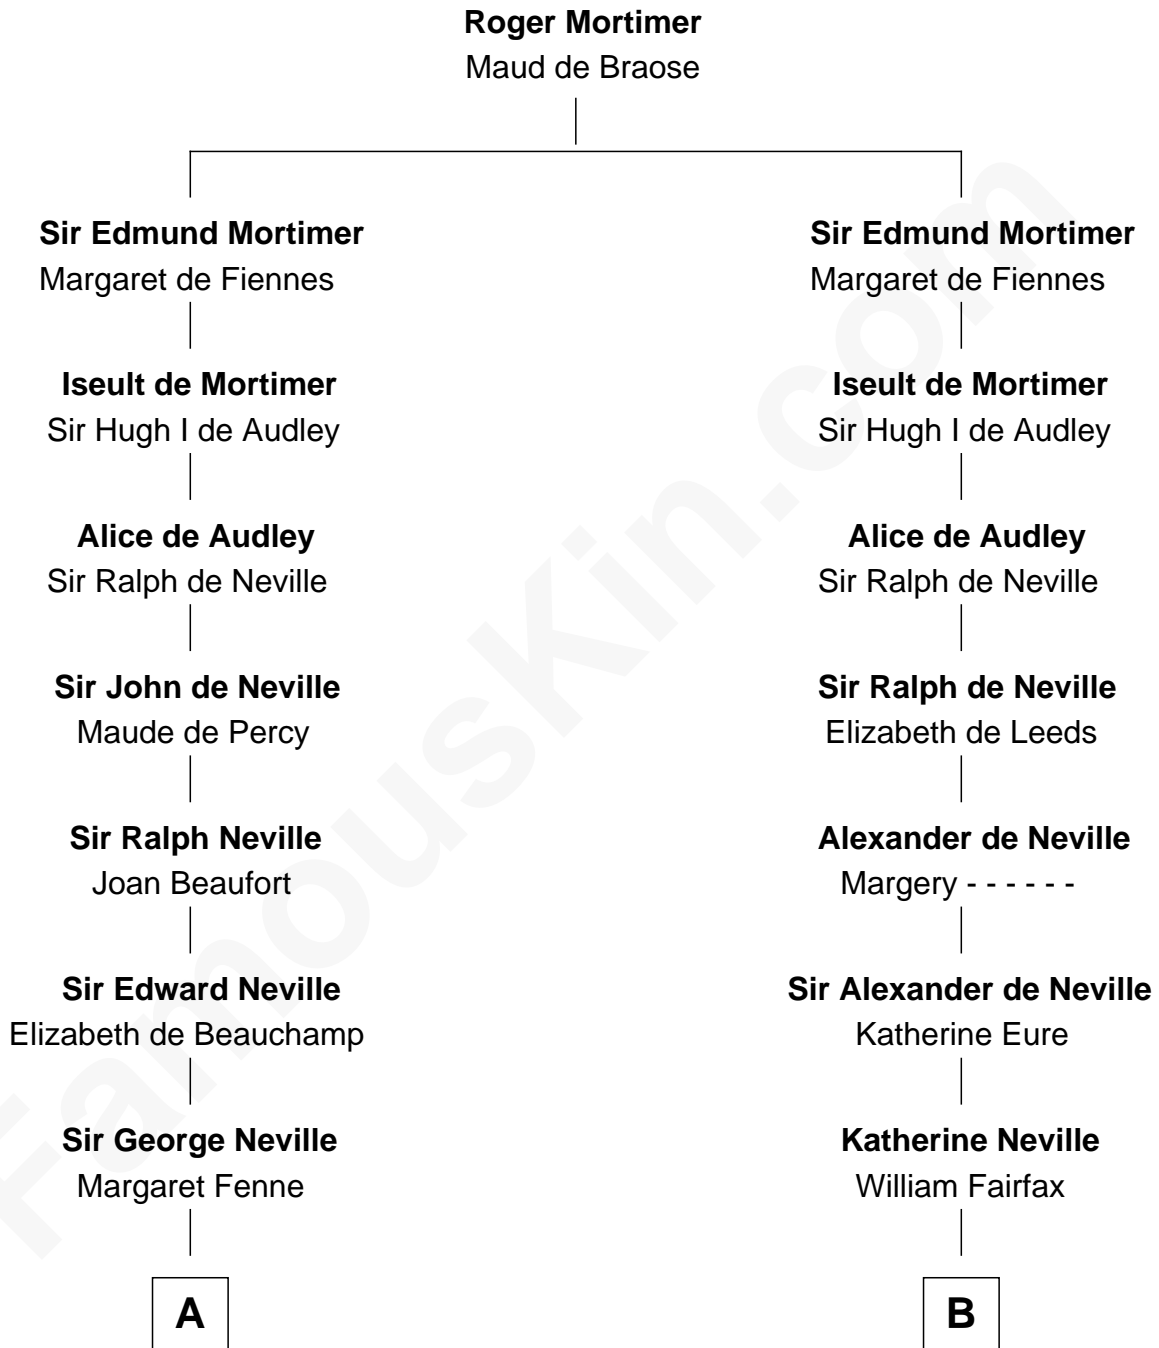 Roger Mortimer
Maud de Braose
Sir Edmund Mortimer
Margaret de Fiennes
Iseult de Mortimer
Sir Hugh I de Audley
Alice de Audley
Sir Ralph de Neville
Sir John de Neville
Maude de Percy
Sir Ralph Neville
Joan Beaufort
Sir Edward Neville
Elizabeth de Beauchamp
Sir George Neville
Margaret Fenne
A
Sir Edmund Mortimer
Margaret de Fiennes
Iseult de Mortimer
Sir Hugh I de Audley
Alice de Audley
Sir Ralph de Neville
Sir Ralph de Neville
Elizabeth de Leeds
Alexander de Neville
Margery - - - - - -
Sir Alexander de Neville
Katherine Eure
Katherine Neville
William Fairfax
B
FamousKin.com